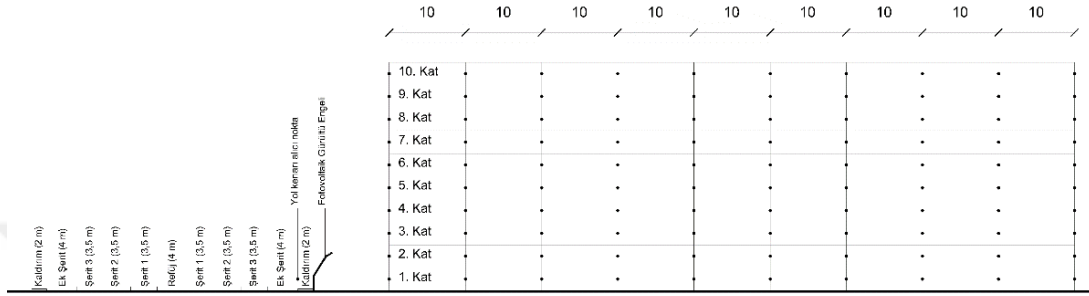 10 10 10 10 10 10 10 10 10
10. Kat
9. Kat
8. Kat
7. Kat
6. Kat
5. Kat
4. Kat
3. Kat
2. Kat
1. Kat
Kaldırım (2 m)
Ek Şerit (4 m)
Şerit 3 (3,5 m)
Şerit 2 (3,5 m)
Şerit 1 (3,5 m)
Refüj (4 m)
Şerit 1 (3,5 m)
Şerit 2 (3,5 m)
Şerit 3 (3,5 m)
Ek Şerit (4 m)
Yol kenarı alıcı nokta
Kaldırım (2 m)
Fotovoltaik Gürültü Engeli